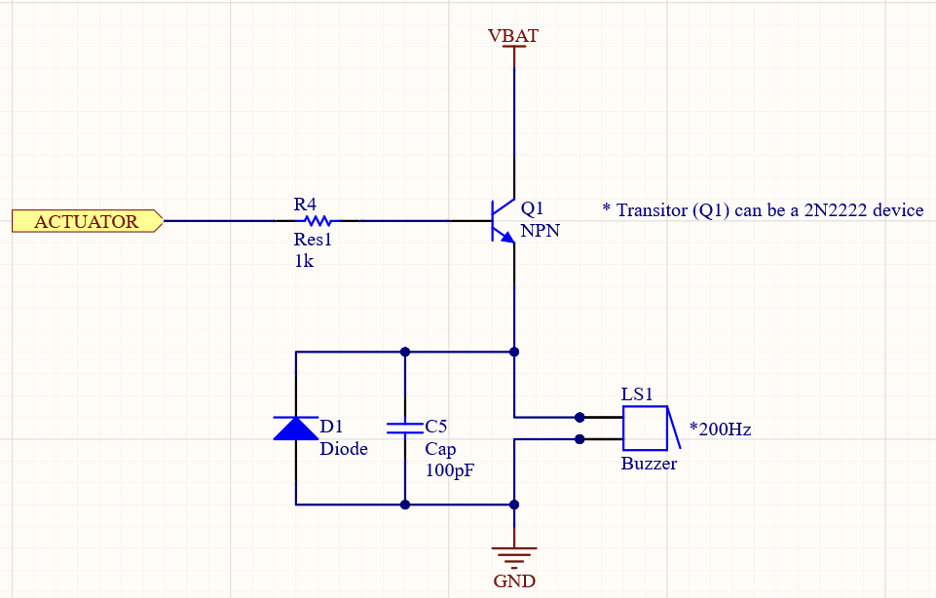 VBAT
ACTUATOR
R4
Res1
1k
Q1
NPN
* Transitor (Q1) can be a 2N2222 device
D1
Diode
C5
Cap
100pF
LS1
*200Hz
Buzzer
GND